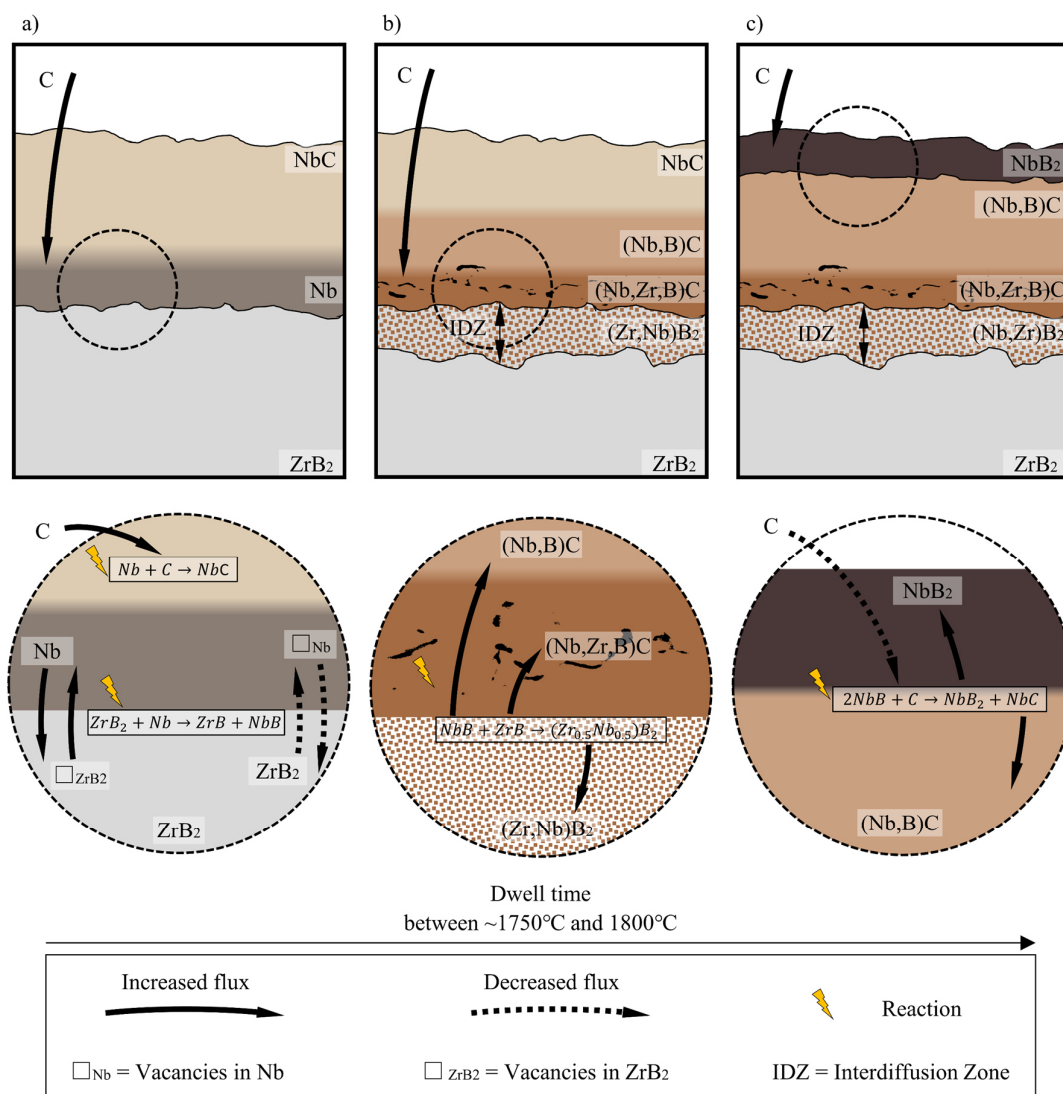 a)
b)
c)
C
C
C
NbC
NbC
NbB₂
(Nb,B)C
(Nb,B)C
Nb
(Nb,Zr,B)C
(Nb,Zr,B)C
IDZ
(Zr,Nb)B₂
IDZ
(Nb,Zr)B₂
ZrB₂
ZrB₂
ZrB₂
C
Nb + C → NbC
Nb
□Nb
ZrB₂ + Nb → ZrB + NbB
□ZrB2
ZrB₂
ZrB₂
(Nb,B)C
(Nb,Zr,B)C
NbB + ZrB → (Zr₀.₅Nb₀.₅)B₂
(Zr,Nb)B₂
C
NbB₂
2NbB + C → NbB₂ + NbC
(Nb,B)C
Dwell time
between ~1750℃ and 1800℃
Increased flux
Decreased flux
Reaction
□Nb = Vacancies in Nb
□ZrB2 = Vacancies in ZrB₂
IDZ = Interdiffusion Zone